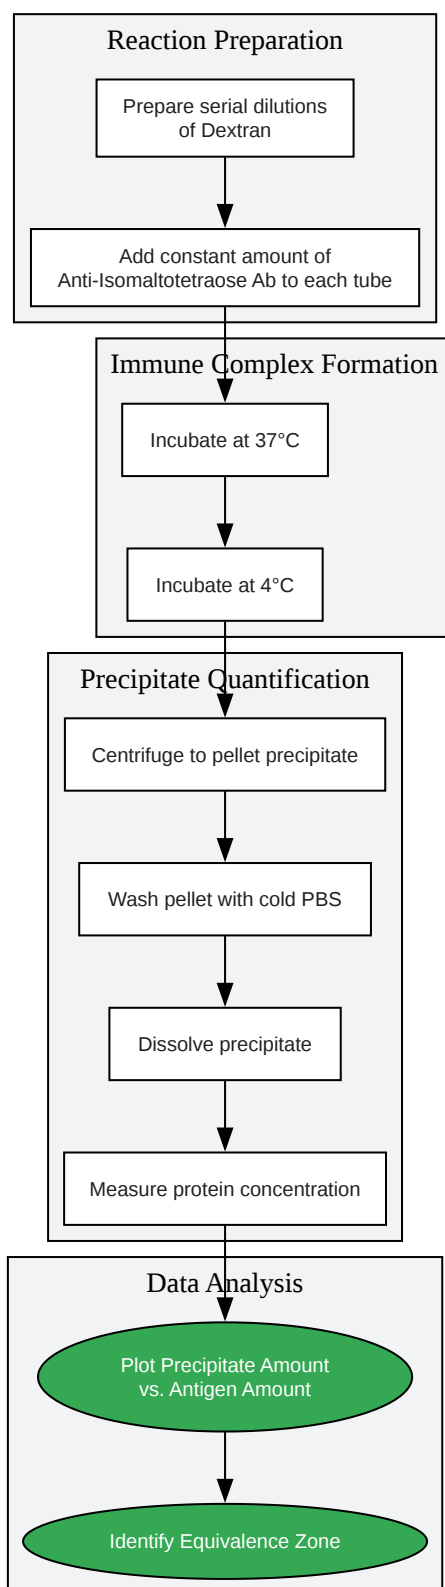 Reaction Preparation
Prepare serial dilutions
of Dextran
Add constant amount of
Anti-Isomaltotetraose Ab to each tube
Immune Complex Formation
Incubate at 37°C
Incubate at 4°C
Precipitate Quantification
Centrifuge to pellet precipitate
Wash pellet with cold PBS
Dissolve precipitate
Measure protein concentration
Data Analysis
Plot Precipitate Amount
vs. Antigen Amount
Identify Equivalence Zone